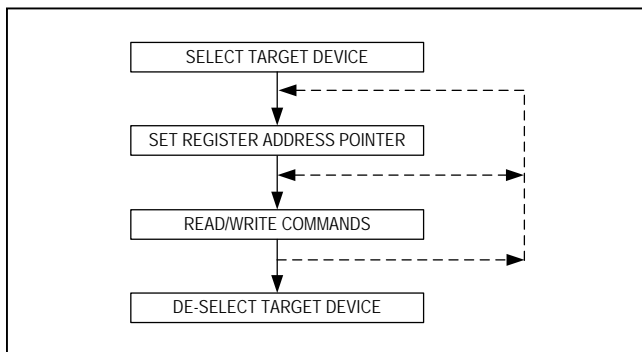 SELECT TARGET DEVICE
SET REGISTER ADDRESS POINTER
READ/WRITE COMMANDS
DE-SELECT TARGET DEVICE